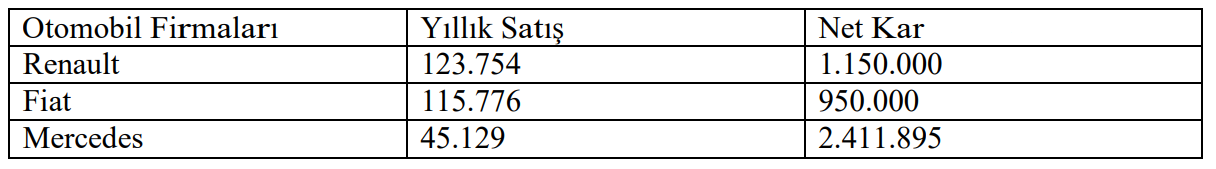 Otomobil Firmaları Yıllık Satış Net Kar
Renault 123.754 1.150.000
Fiat 115.776 950.000
Mercedes 45.129 2.411.895